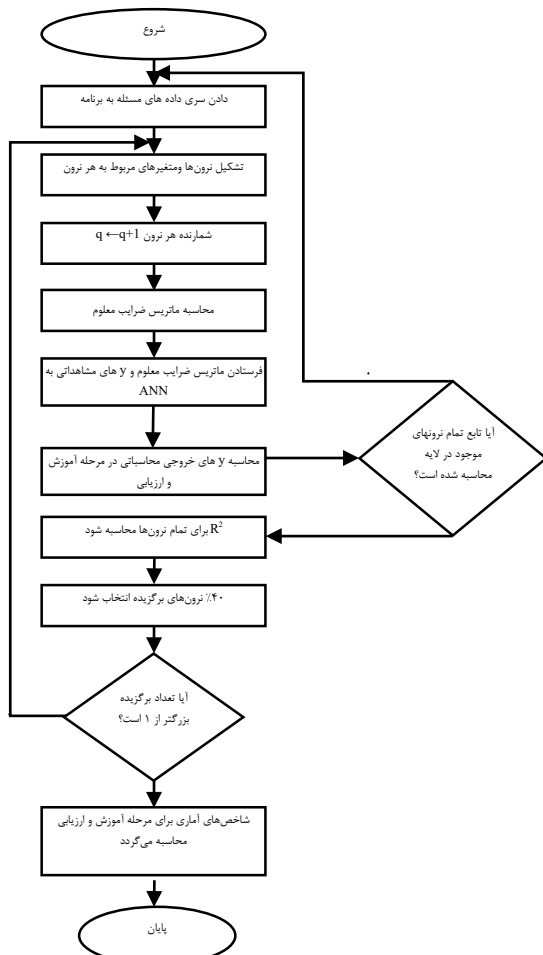 شروع
دادن سری داده های مسئله به برنامه
تشکیل نرون‌ها ومتغیرهای مربوط به هر نرون
شمارنده هر نرون q ←q+1
محاسبه ماتریس ضرایب معلوم
فرستادن ماتریس ضرایب معلوم و y های مشاهداتی به
ANN
محاسبه y های خروجی محاسباتی در مرحله آموزش
و ارزیابی
آیا تابع تمام نرونهای
موجود در لایه
محاسبه شده است؟
R² برای تمام نرون‌ها محاسبه شود
۴۰٪ نرون‌های برگزیده انتخاب شود
آیا تعداد برگزیده
بزرگتر از ۱ است؟
شاخص‌های آماری برای مرحله آموزش و ارزیابی
محاسبه می‌گردد
پایان